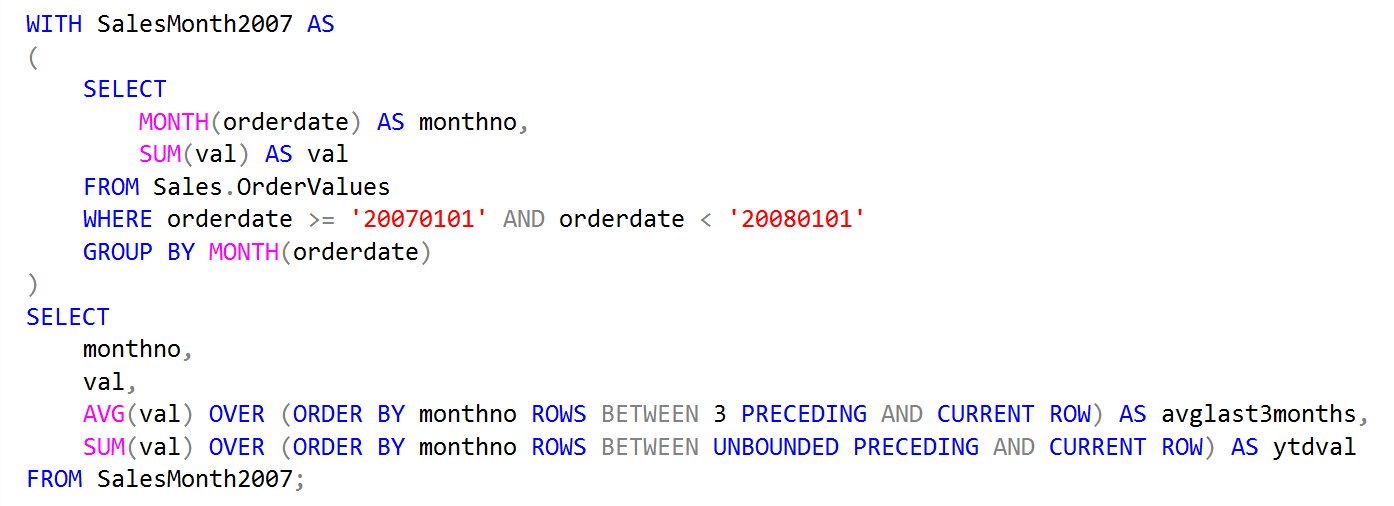 WITH SalesMonth2007 AS
(
    SELECT
        MONTH(orderdate) AS monthno,
        SUM(val) AS val
    FROM Sales.OrderValues
    WHERE orderdate >= '20070101' AND orderdate < '20080101'
    GROUP BY MONTH(orderdate)
)
SELECT
    monthno,
    val,
    AVG(val) OVER (ORDER BY monthno ROWS BETWEEN 3 PRECEDING AND CURRENT ROW) AS avglast3months,
    SUM(val) OVER (ORDER BY monthno ROWS BETWEEN UNBOUNDED PRECEDING AND CURRENT ROW) AS ytdval
FROM SalesMonth2007;